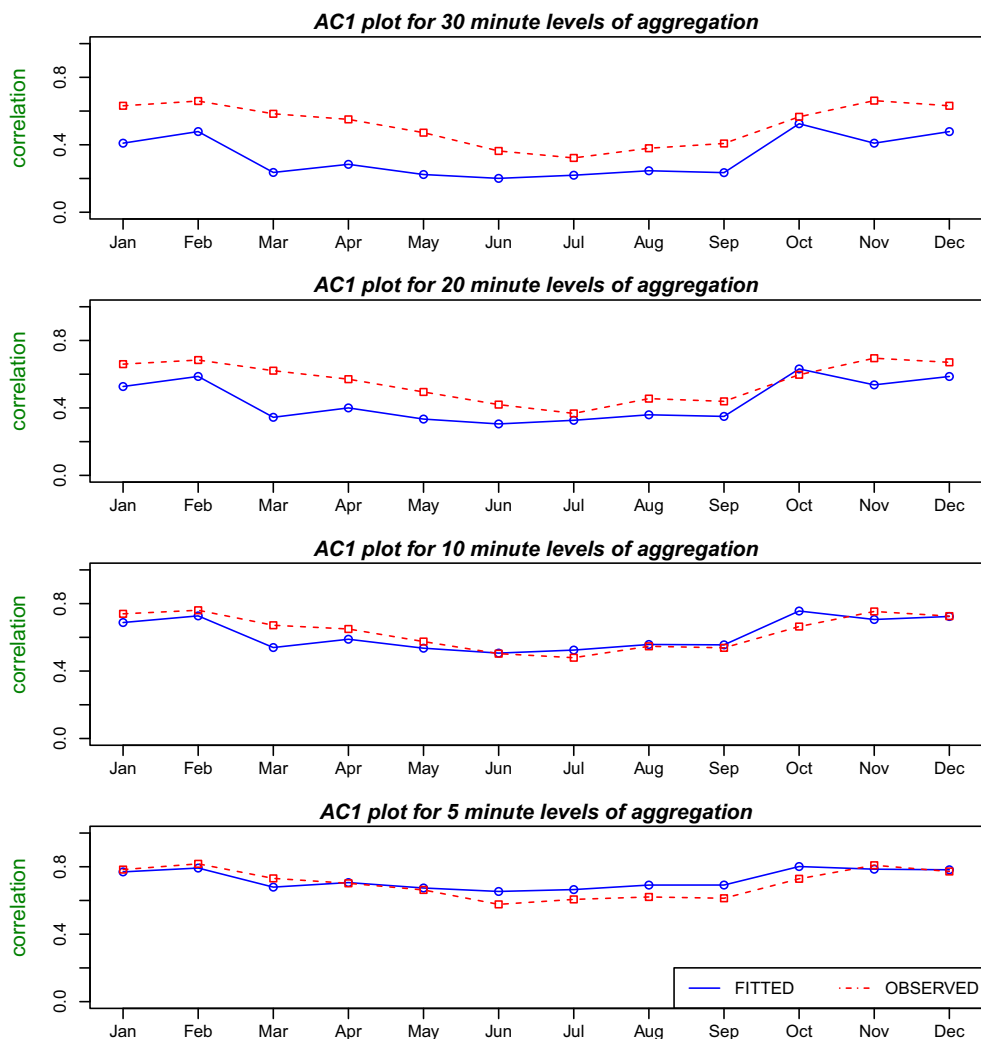 AC1 plot for 30 minute levels of aggregation
correlation
0.8
0.4
0.0
Jan Feb Mar Apr May Jun Jul Aug Sep Oct Nov Dec
AC1 plot for 20 minute levels of aggregation
correlation
0.8
0.4
0.0
Jan Feb Mar Apr May Jun Jul Aug Sep Oct Nov Dec
AC1 plot for 10 minute levels of aggregation
correlation
0.8
0.4
0.0
Jan Feb Mar Apr May Jun Jul Aug Sep Oct Nov Dec
AC1 plot for 5 minute levels of aggregation
correlation
0.8
0.4
0.0
FITTED OBSERVED
Jan Feb Mar Apr May Jun Jul Aug Sep Oct Nov Dec